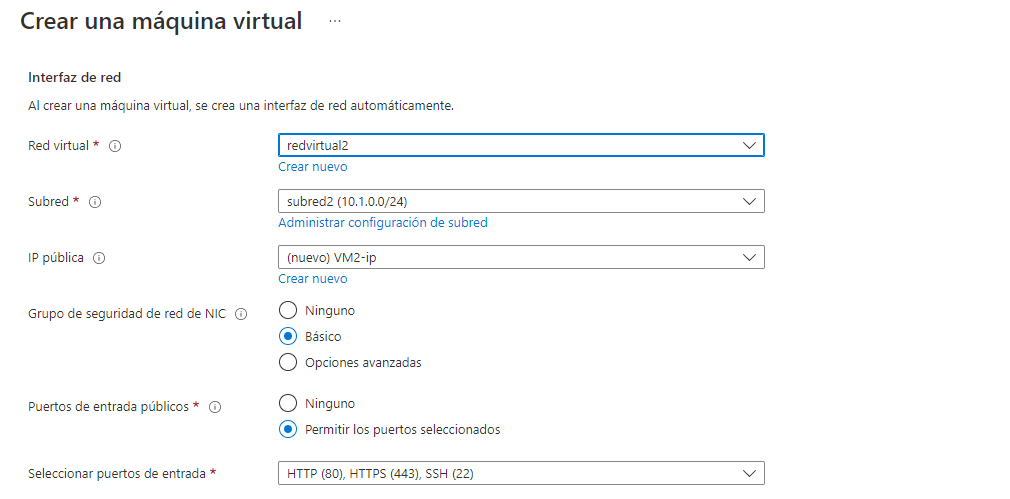 Crear una máquina virtual ...
Interfaz de red
Al crear una máquina virtual, se crea una interfaz de red automáticamente.
Red virtual *
redvirtual2
Crear nuevo
Subred *
subred2 (10.1.0.0/24)
Administrar configuración de subred
IP pública
(nuevo) VM2-ip
Crear nuevo
Grupo de seguridad de red de NIC
Ninguno
Básico
Opciones avanzadas
Puertos de entrada públicos *
Ninguno
Permitir los puertos seleccionados
Seleccionar puertos de entrada *
HTTP (80), HTTPS (443), SSH (22)